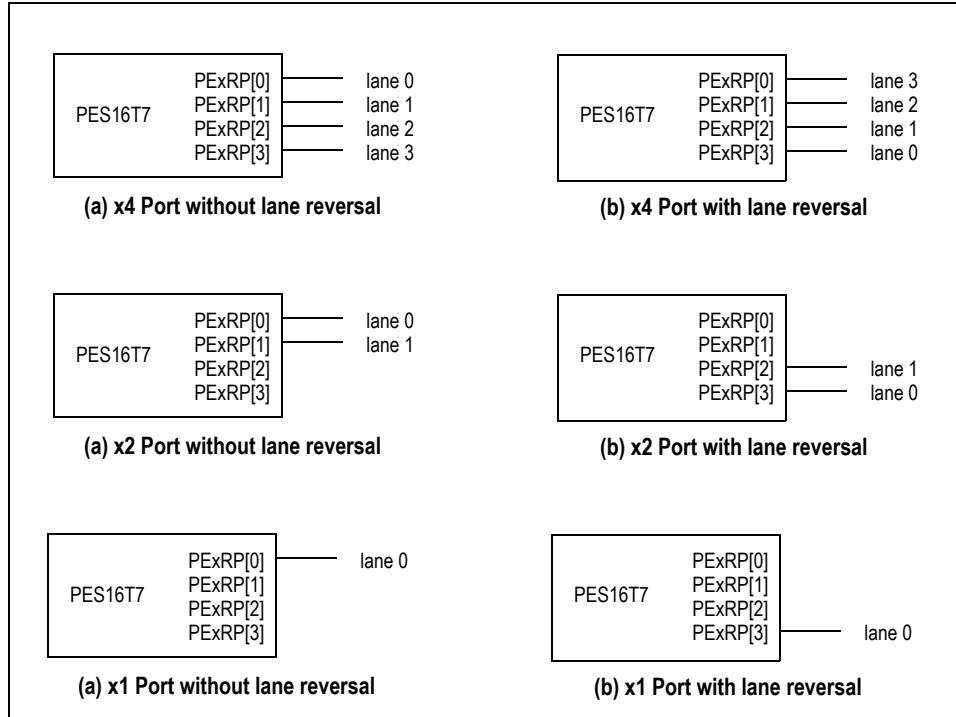 PES16T7
PExRP[0] lane 0
PExRP[1] lane 1
PExRP[2] lane 2
PExRP[3] lane 3
(a) x4 Port without lane reversal
PES16T7
PExRP[0] lane 3
PExRP[1] lane 2
PExRP[2] lane 1
PExRP[3] lane 0
(b) x4 Port with lane reversal
PES16T7
PExRP[0] lane 0
PExRP[1] lane 1
PExRP[2]
PExRP[3]
(a) x2 Port without lane reversal
PES16T7
PExRP[0]
PExRP[1]
PExRP[2] lane 1
PExRP[3] lane 0
(b) x2 Port with lane reversal
PES16T7
PExRP[0] lane 0
PExRP[1]
PExRP[2]
PExRP[3]
(a) x1 Port without lane reversal
PES16T7
PExRP[0]
PExRP[1]
PExRP[2]
PExRP[3] lane 0
(b) x1 Port with lane reversal